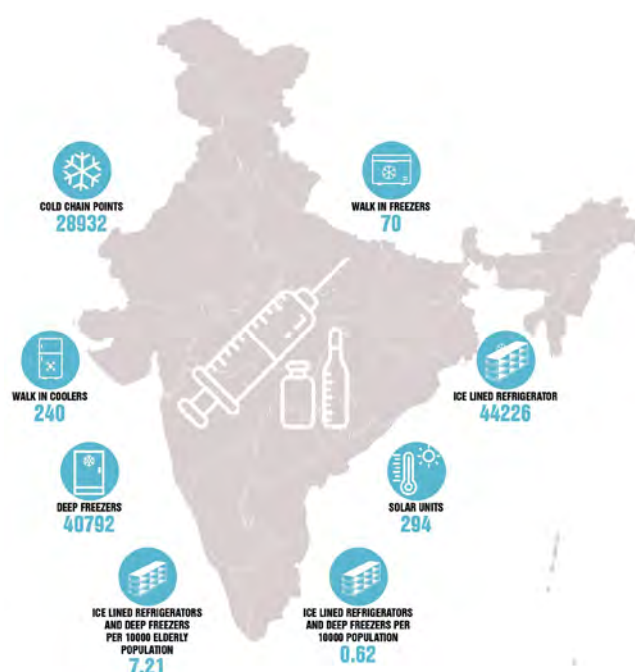 COLD CHAIN POINTS
28932
WALK IN FREEZERS
70
WALK IN COOLERS
240
ICE LINED REFRIGERATOR
44226
DEEP FREEZERS
40792
SOLAR UNITS
294
ICE LINED REFRIGERATORS
AND DEEP FREEZERS
PER 10000 ELDERLY
POPULATION
7.21
ICE LINED REFRIGERATORS
AND DEEP FREEZERS PER
10000 POPULATION
0.62